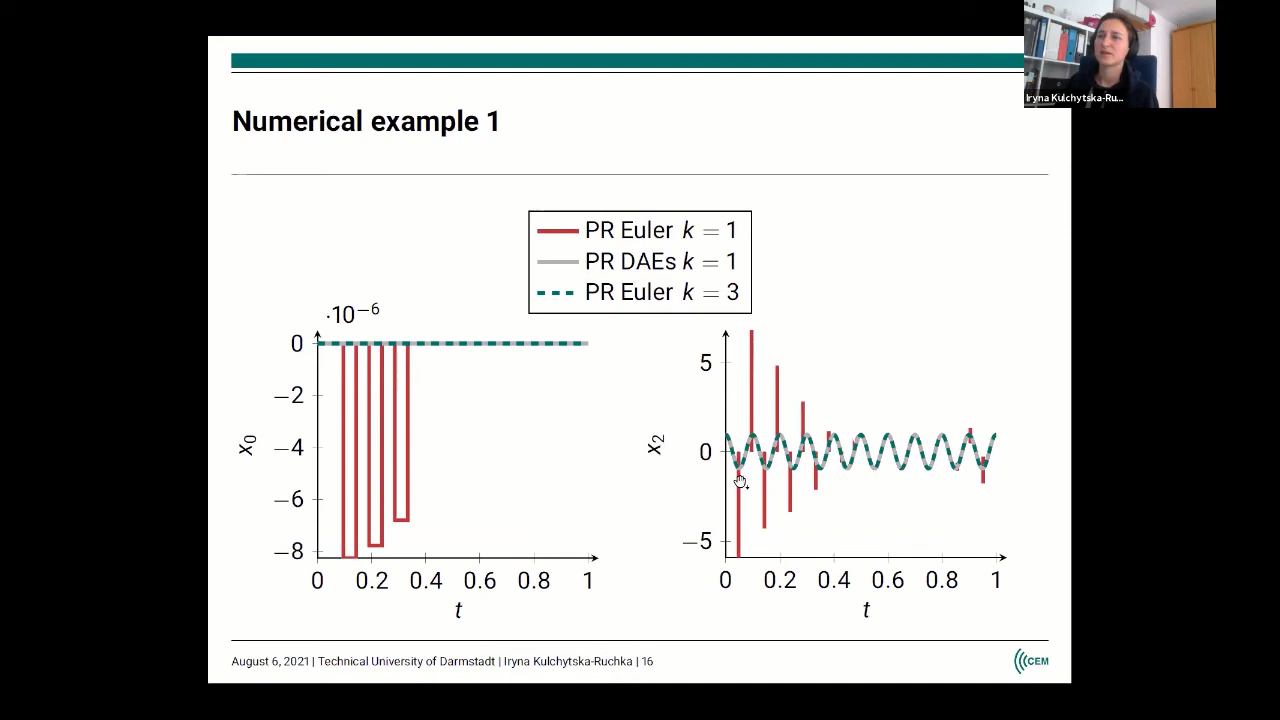 Iryna Kulchytska-Ru...
Numerical example 1
PR Euler k = 1
PR DAEs k = 1
PR Euler k = 3
·10⁻⁶
0
−2
−4
−6
−8
x₀
0 0.2 0.4 0.6 0.8 1
t
5
0
−5
x₂
0 0.2 0.4 0.6 0.8 1
t
August 6, 2021 | Technical University of Darmstadt | Iryna Kulchytska-Ruchka | 16
CEM